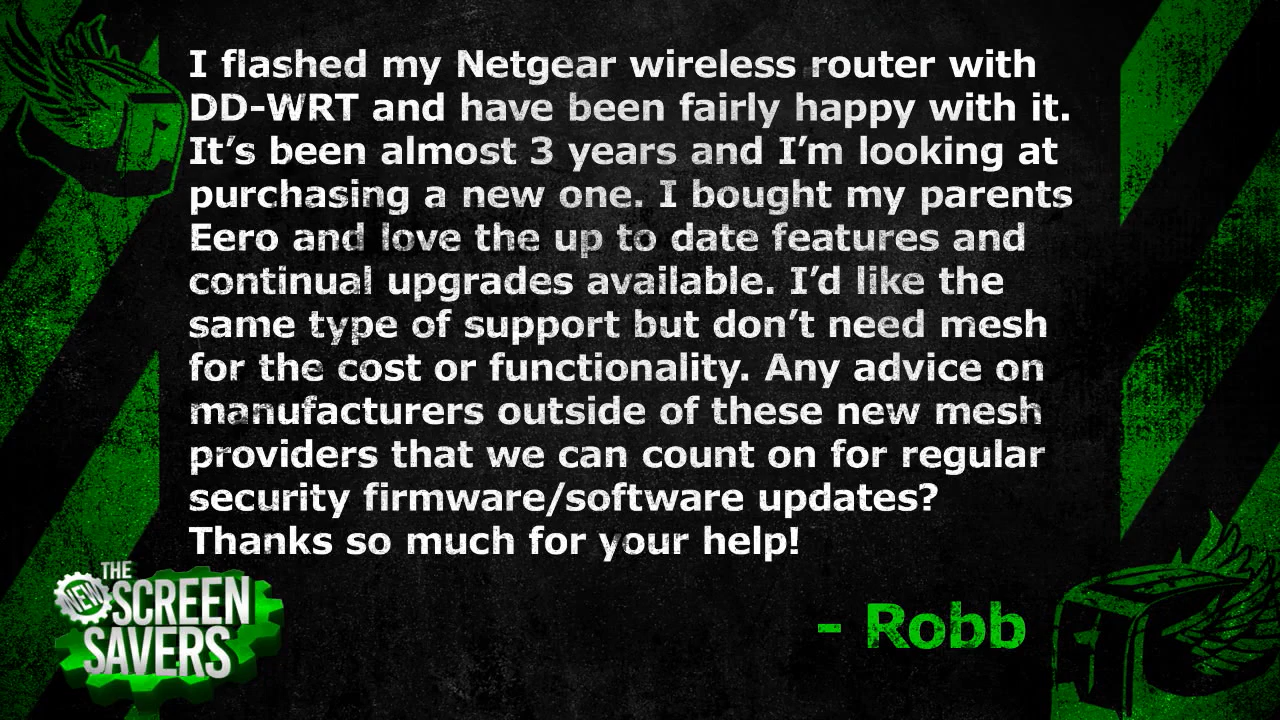 I flashed my Netgear wireless router with
DD-WRT and have been fairly happy with it.
It’s been almost 3 years and I’m looking at
purchasing a new one. I bought my parents
Eero and love the up to date features and
continual upgrades available. I’d like the
same type of support but don’t need mesh
for the cost or functionality. Any advice on
manufacturers outside of these new mesh
providers that we can count on for regular
security firmware/software updates?
Thanks so much for your help!
- Robb
THE
NEW SCREEN
SAVERS